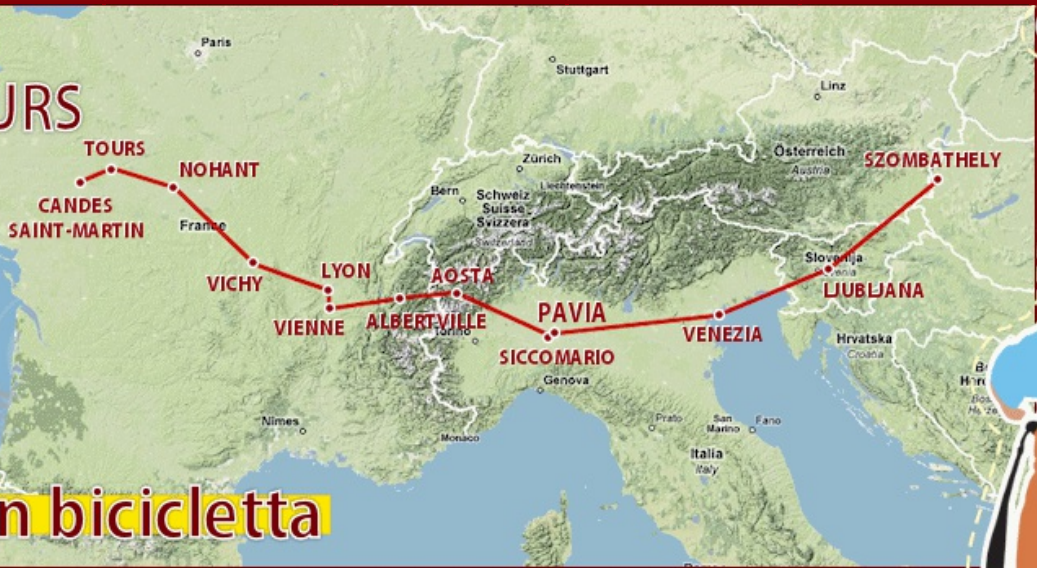 Paris
Stuttgart
Linz
URS
TOURS
NOHANT
Zürich
Österreich
Austria
SZOMBATHELY
Liechtenstein
Bern
Schweiz
Suisse
Svizzera
Switzerland
CANDES
SAINT-MARTIN
France
VICHY
LYON
AOSTA
Slovenija
Slovenia
LJUBLJANA
VIENNE
ALBERTVILLE
PAVIA
Torino
VENEZIA
SICCOMARIO
Hrvatska
Croatia
Genova
Nîmes
Monaco
Prato
San
Marino
Fano
Italia
Italy
n bicicletta